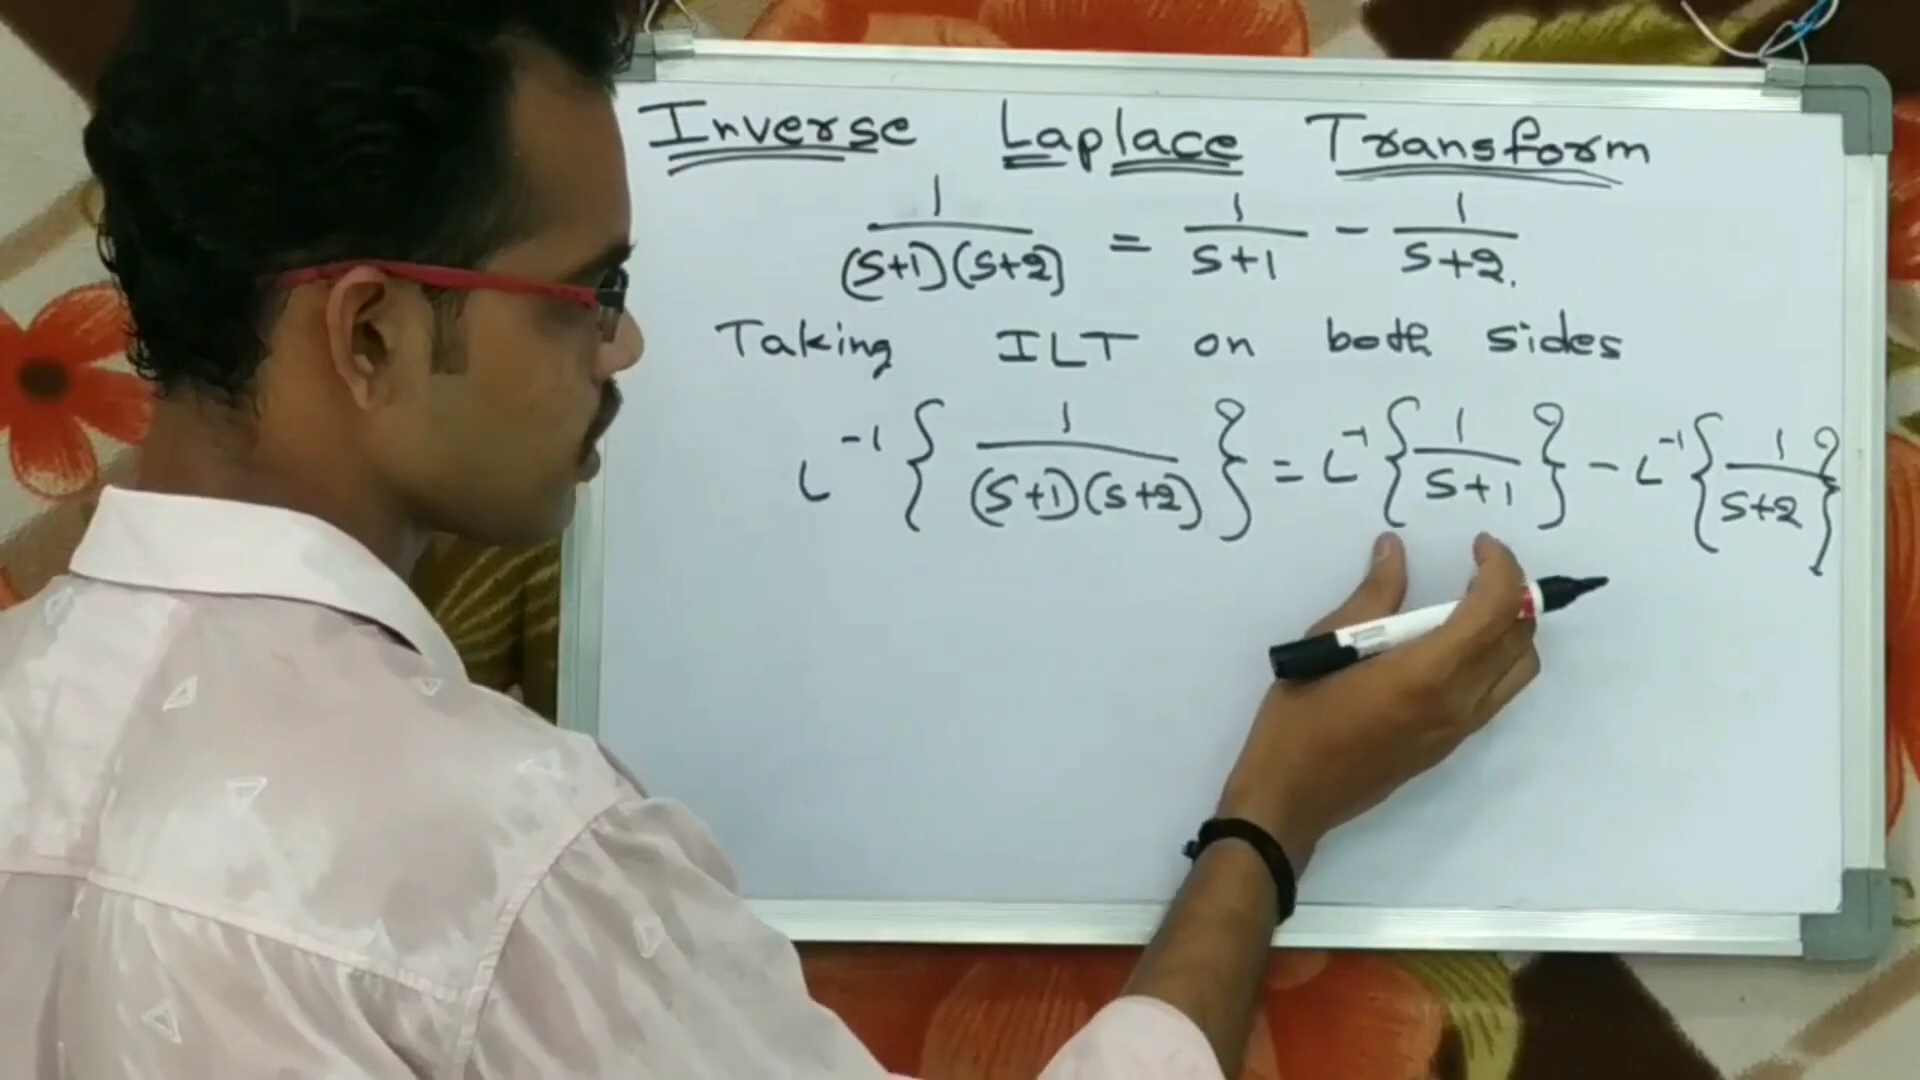 Inverse Laplace Transform
1/((s+1)(s+2)) = 1/(s+1) - 1/(s+2).
Taking ILT on both sides
L⁻¹{1/((s+1)(s+2))} = L⁻¹{1/(s+1)} - L⁻¹{1/(s+2)}